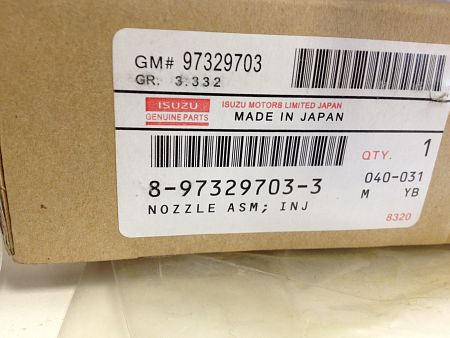 GM# 97329703
GR. 3.332
ISUZU
GENUINE PARTS
ISUZU MOTORS LIMITED JAPAN
MADE IN JAPAN
QTY. 1
8-97329703-3
040-031
NOZZLE ASM; INJ
M YB
8320